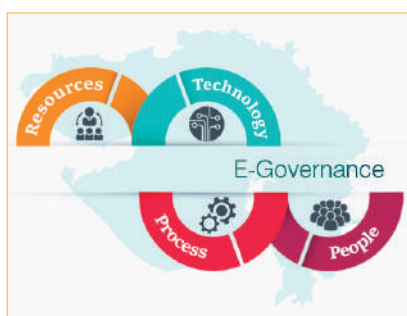 Resources
Technology
E-Governance
Process
People